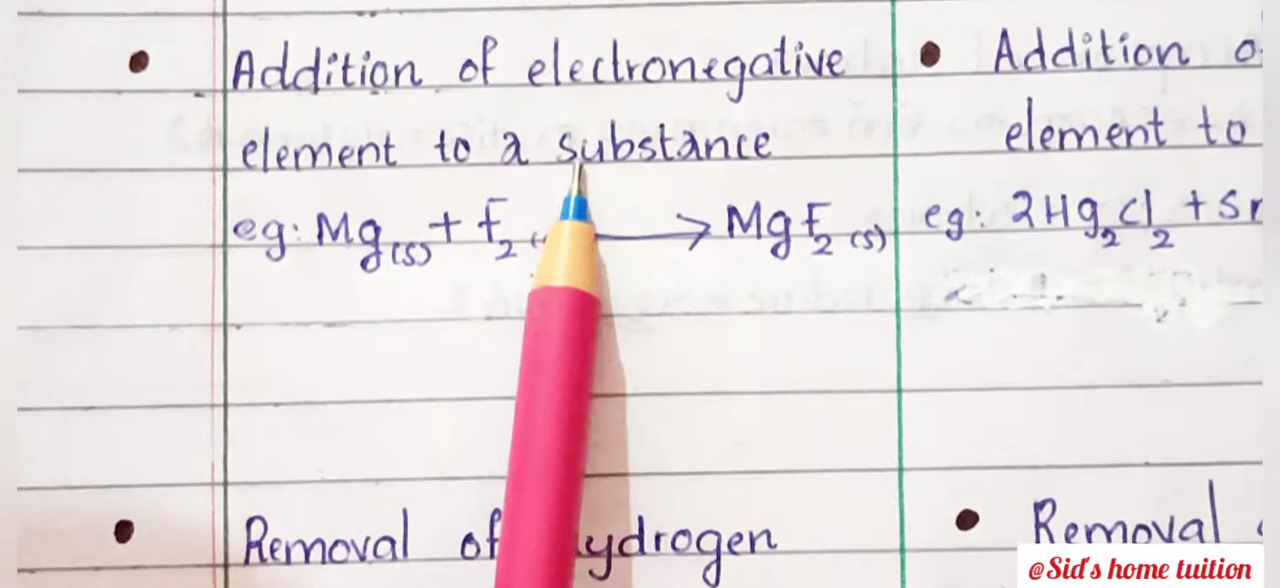 • Addition of electronegative
element to a substance
eg: Mg(s) + F₂ ⟶ MgF₂ (s)
• Removal of hydrogen
• Addition
element to
eg: 2Hg₂Cl₂ + Sn
• Removal
@Sid's home tuition